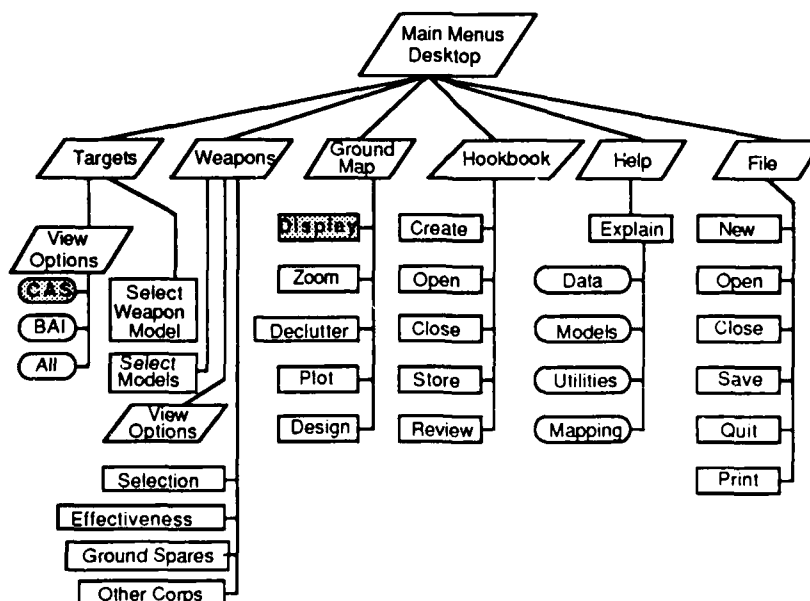 Main Menus
Desktop
Targets
Weapons
Ground
Map
Hookbook
Help
File
View
Options
CAS
BAI
All
Select
Weapon
Model
Select
Models
View
Options
Selection
Effectiveness
Ground Spares
Other Corps
Display
Zoom
Declutter
Plot
Design
Create
Open
Close
Store
Review
Explain
Data
Models
Utilities
Mapping
New
Open
Close
Save
Quit
Print